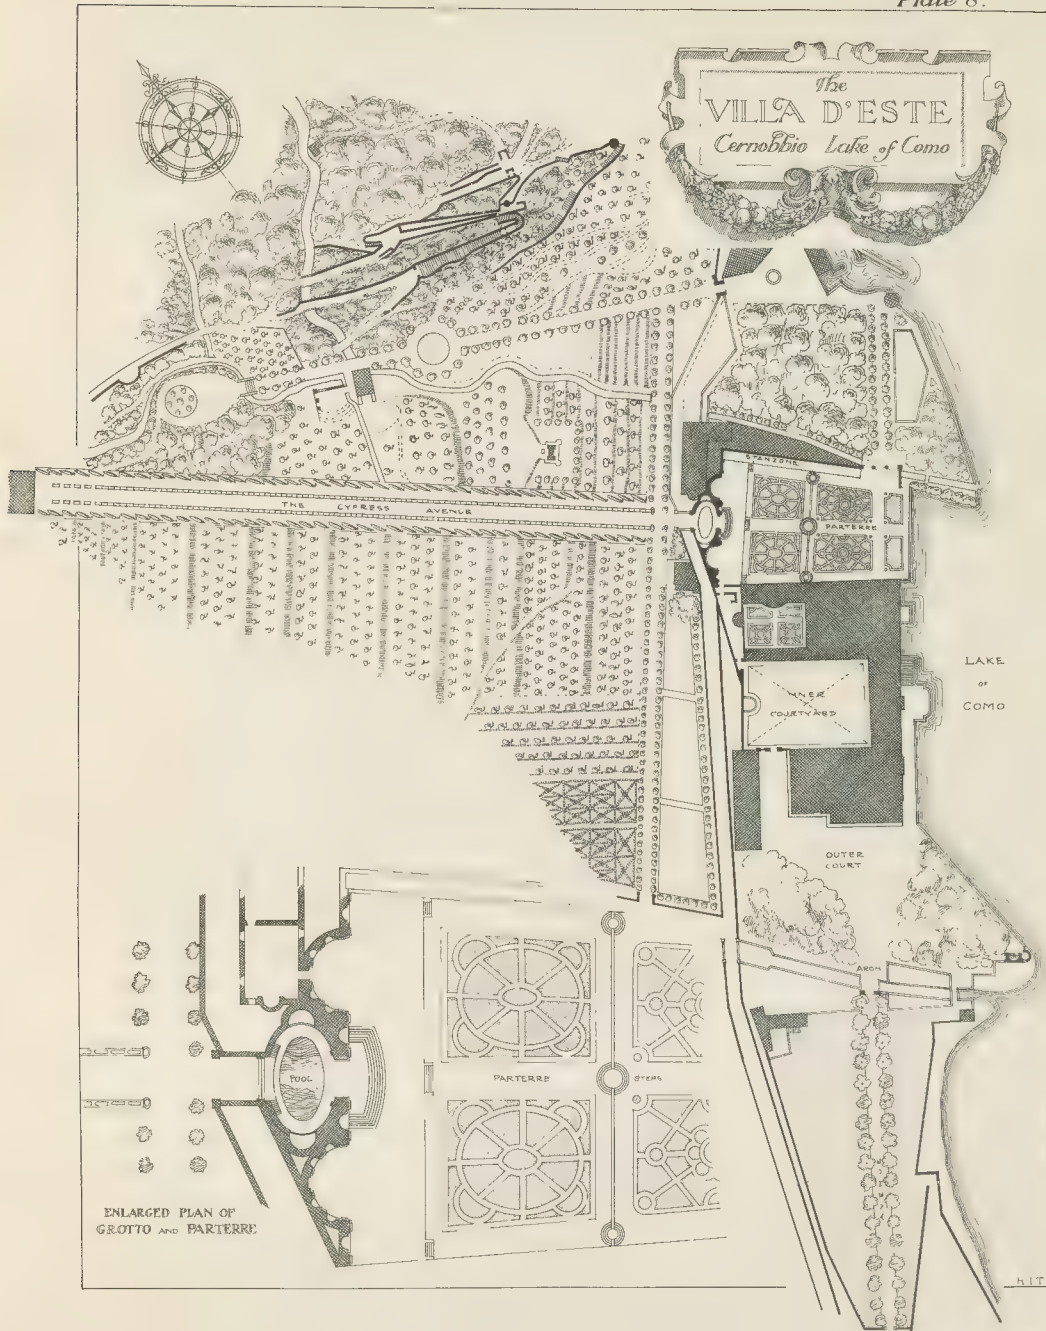 Plate 8.
The
VILLA D'ESTE
Cernobbio Lake of Como
STANZONE
THE CYPRESS AVENUE
PARTERRE
LAKE
OF
COMO
INNER
COURTYARD
OUTER
COURT
ARCH
POOL
PARTERRE
STEPS
ENLARGED PLAN OF
GROTTO AND PARTERRE